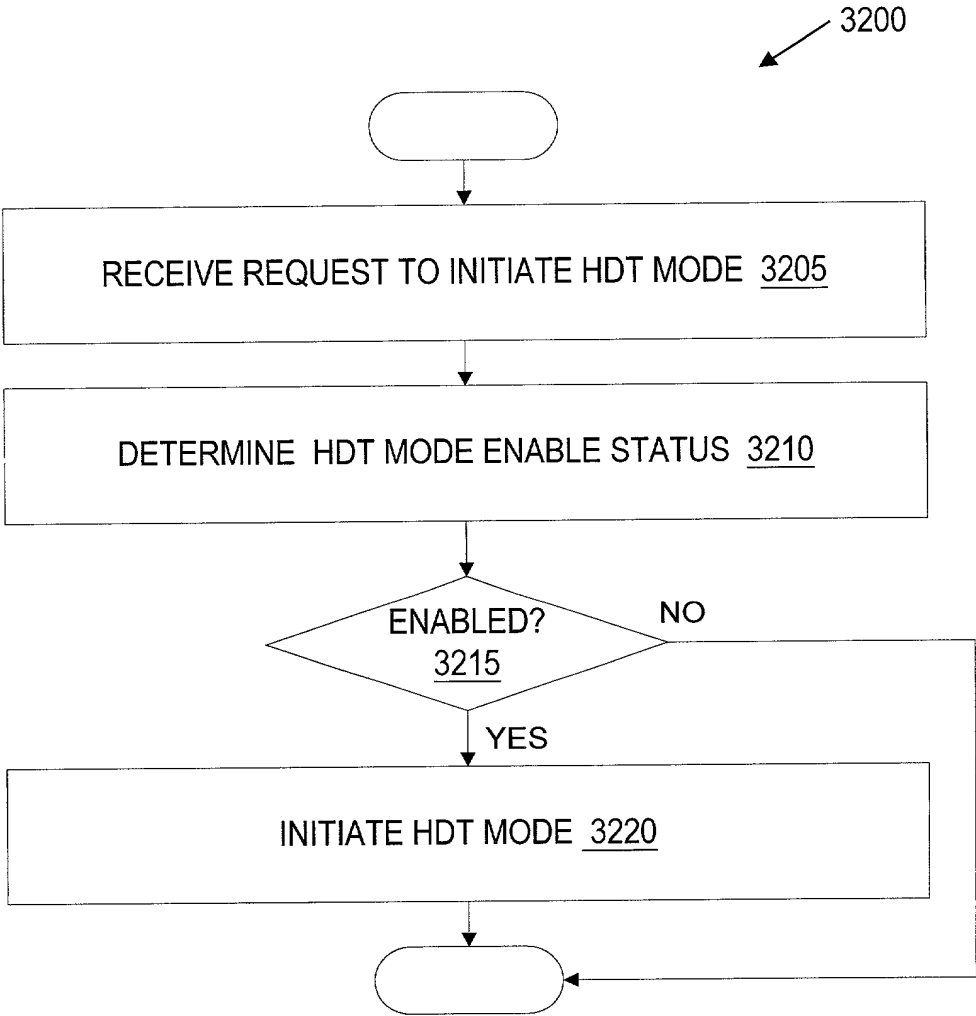 3200
RECEIVE REQUEST TO INITIATE HDT MODE 3205
DETERMINE HDT MODE ENABLE STATUS 3210
ENABLED?
3215
NO
YES
INITIATE HDT MODE 3220